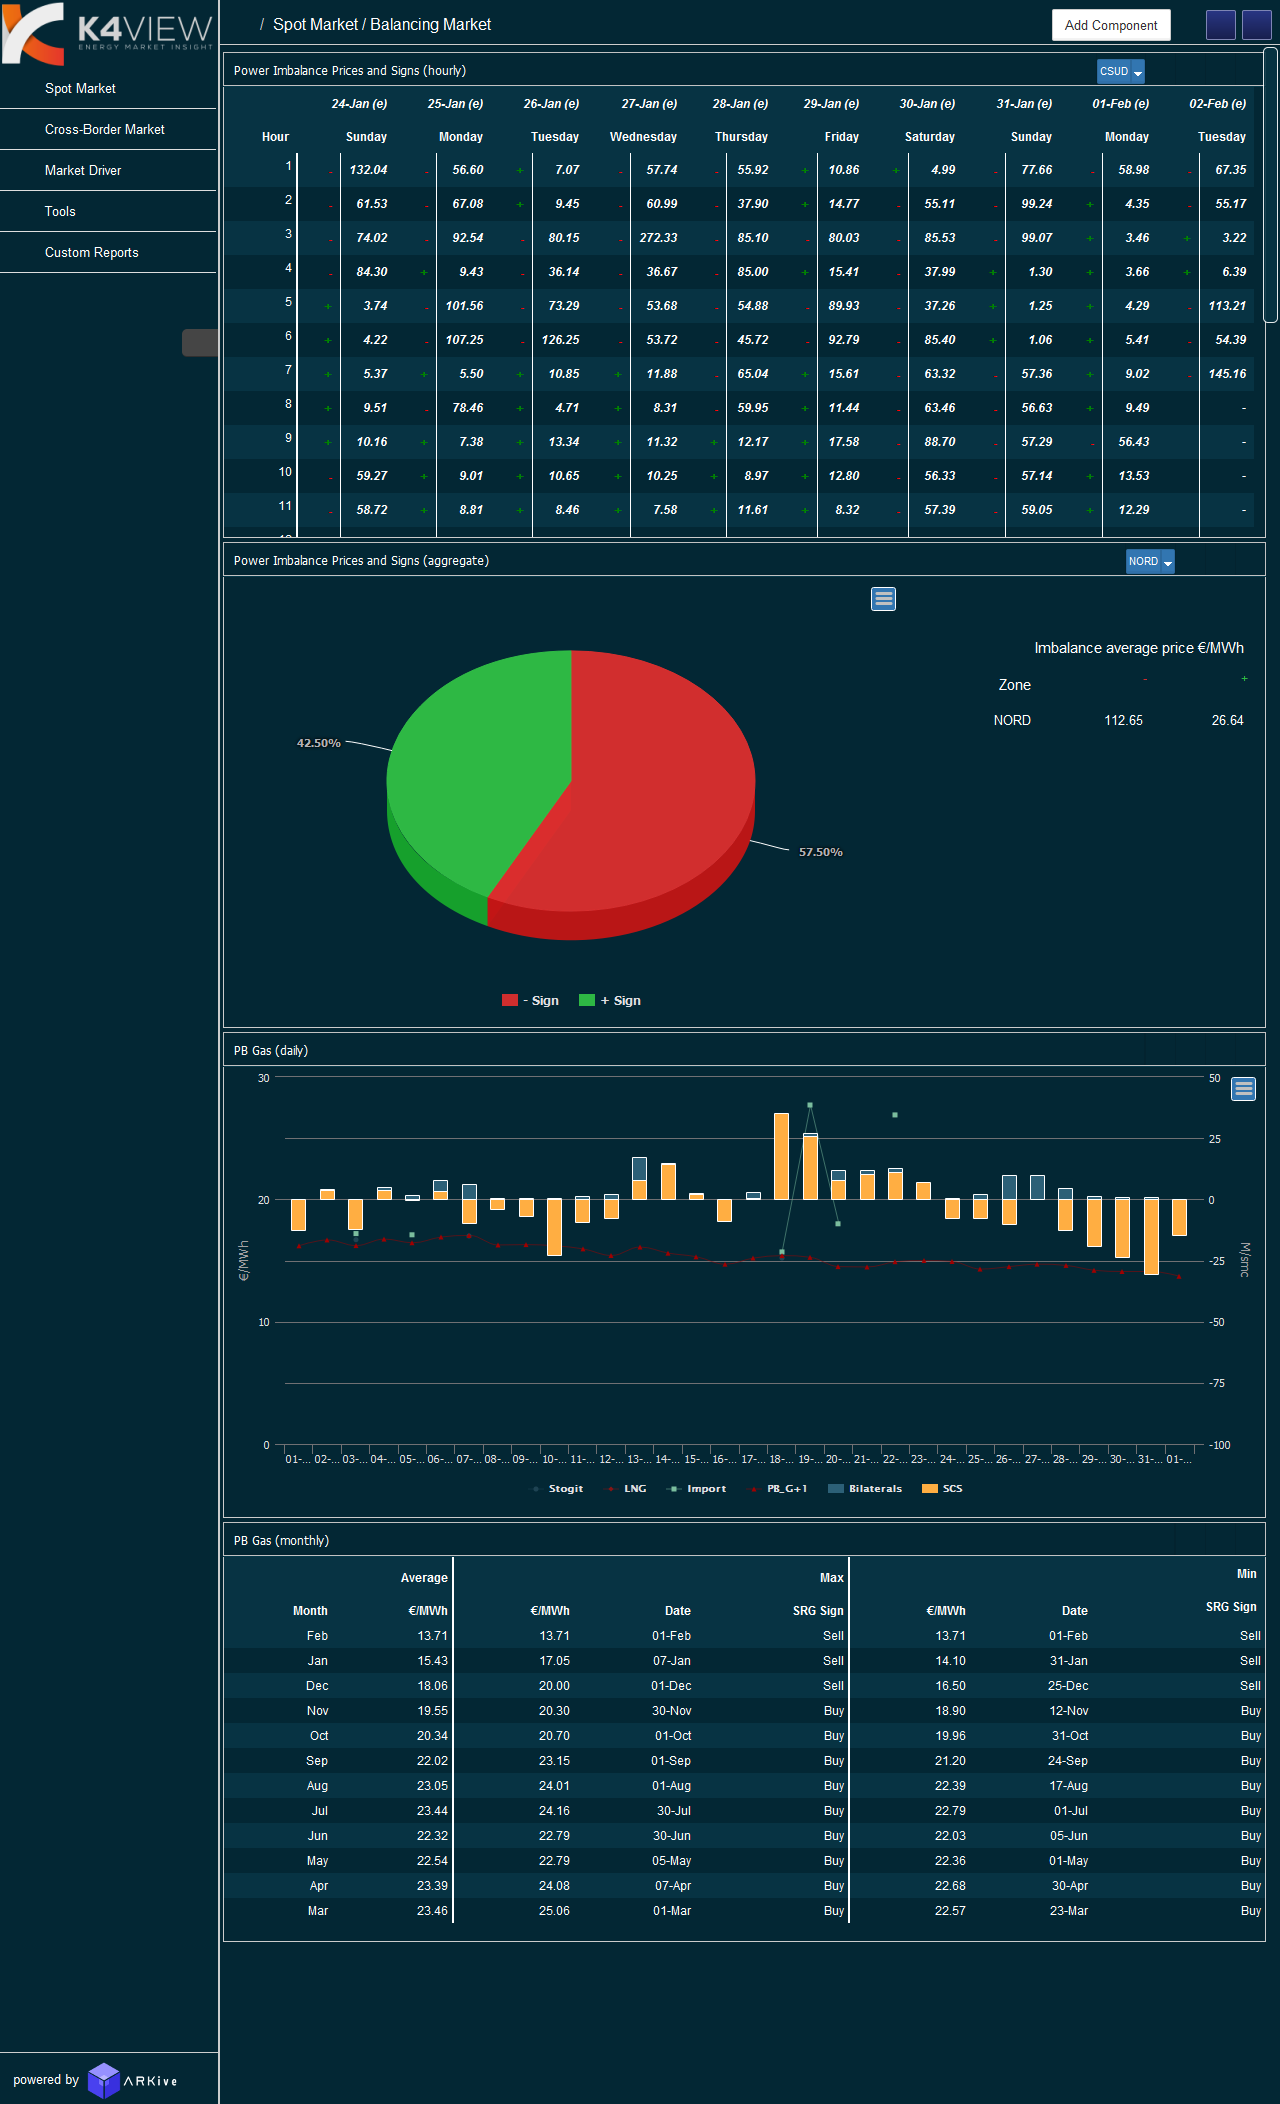 K4VIEW
ENERGY MARKET INSIGHT
/ Spot Market / Balancing Market
Add Component
Spot Market
Cross-Border Market
Market Driver
Tools
Custom Reports
Power Imbalance Prices and Signs (hourly)
CSUD
24-Jan (e) 25-Jan (e) 26-Jan (e) 27-Jan (e) 28-Jan (e) 29-Jan (e) 30-Jan (e) 31-Jan (e) 01-Feb (e) 02-Feb (e)
Hour Sunday Monday Tuesday Wednesday Thursday Friday Saturday Sunday Monday Tuesday
1 - 132.04 - 56.60 + 7.07 - 57.74 - 55.92 + 10.86 + 4.99 - 77.66 - 58.98 - 67.35
2 - 61.53 - 67.08 + 9.45 - 60.99 - 37.90 + 14.77 - 55.11 - 99.24 + 4.35 - 55.17
3 - 74.02 - 92.54 - 80.15 - 272.33 - 85.10 - 80.03 - 85.53 - 99.07 + 3.46 + 3.22
4 - 84.30 + 9.43 - 36.14 - 36.67 - 85.00 + 15.41 - 37.99 + 1.30 + 3.66 + 6.39
5 + 3.74 - 101.56 - 73.29 - 53.68 - 54.88 - 89.93 - 37.26 + 1.25 + 4.29 - 113.21
6 + 4.22 - 107.25 - 126.25 - 53.72 - 45.72 - 92.79 - 85.40 + 1.06 + 5.41 - 54.39
7 + 5.37 + 5.50 + 10.85 + 11.88 - 65.04 + 15.61 - 63.32 - 57.36 + 9.02 - 145.16
8 + 9.51 - 78.46 + 4.71 + 8.31 - 59.95 + 11.44 - 63.46 - 56.63 + 9.49 -
9 + 10.16 + 7.38 + 13.34 + 11.32 + 12.17 + 17.58 - 88.70 - 57.29 - 56.43 -
10 - 59.27 + 9.01 + 10.65 + 10.25 + 8.97 + 12.80 - 56.33 - 57.14 + 13.53 -
11 - 58.72 + 8.81 + 8.46 + 7.58 + 11.61 + 8.32 - 57.39 - 59.05 + 12.29 -
Power Imbalance Prices and Signs (aggregate)
NORD
Imbalance average price €/MWh
Zone - +
NORD 112.65 26.64
42.50%
57.50%
- Sign + Sign
PB Gas (daily)
30 50
25
20 0
-25
€/MWh
M/smc
10 -50
-75
0 -100
01-... 02-... 03-... 04-... 05-... 06-... 07-... 08-... 09-... 10-... 11-... 12-... 13-... 14-... 15-... 16-... 17-... 18-... 19-... 20-... 21-... 22-... 23-... 24-... 25-... 26-... 27-... 28-... 29-... 30-... 31-... 01-...
Stogit LNG Import PB_G+1 Bilaterals SCS
PB Gas (monthly)
Average Max Min
Month €/MWh €/MWh Date SRG Sign €/MWh Date SRG Sign
Feb 13.71 13.71 01-Feb Sell 13.71 01-Feb Sell
Jan 15.43 17.05 07-Jan Sell 14.10 31-Jan Sell
Dec 18.06 20.00 01-Dec Sell 16.50 25-Dec Sell
Nov 19.55 20.30 30-Nov Buy 18.90 12-Nov Buy
Oct 20.34 20.70 01-Oct Buy 19.96 31-Oct Buy
Sep 22.02 23.15 01-Sep Buy 21.20 24-Sep Buy
Aug 23.05 24.01 01-Aug Buy 22.39 17-Aug Buy
Jul 23.44 24.16 30-Jul Buy 22.79 01-Jul Buy
Jun 22.32 22.79 30-Jun Buy 22.03 05-Jun Buy
May 22.54 22.79 05-May Buy 22.36 01-May Buy
Apr 23.39 24.08 07-Apr Buy 22.68 30-Apr Buy
Mar 23.46 25.06 01-Mar Buy 22.57 23-Mar Buy
powered by ARKive